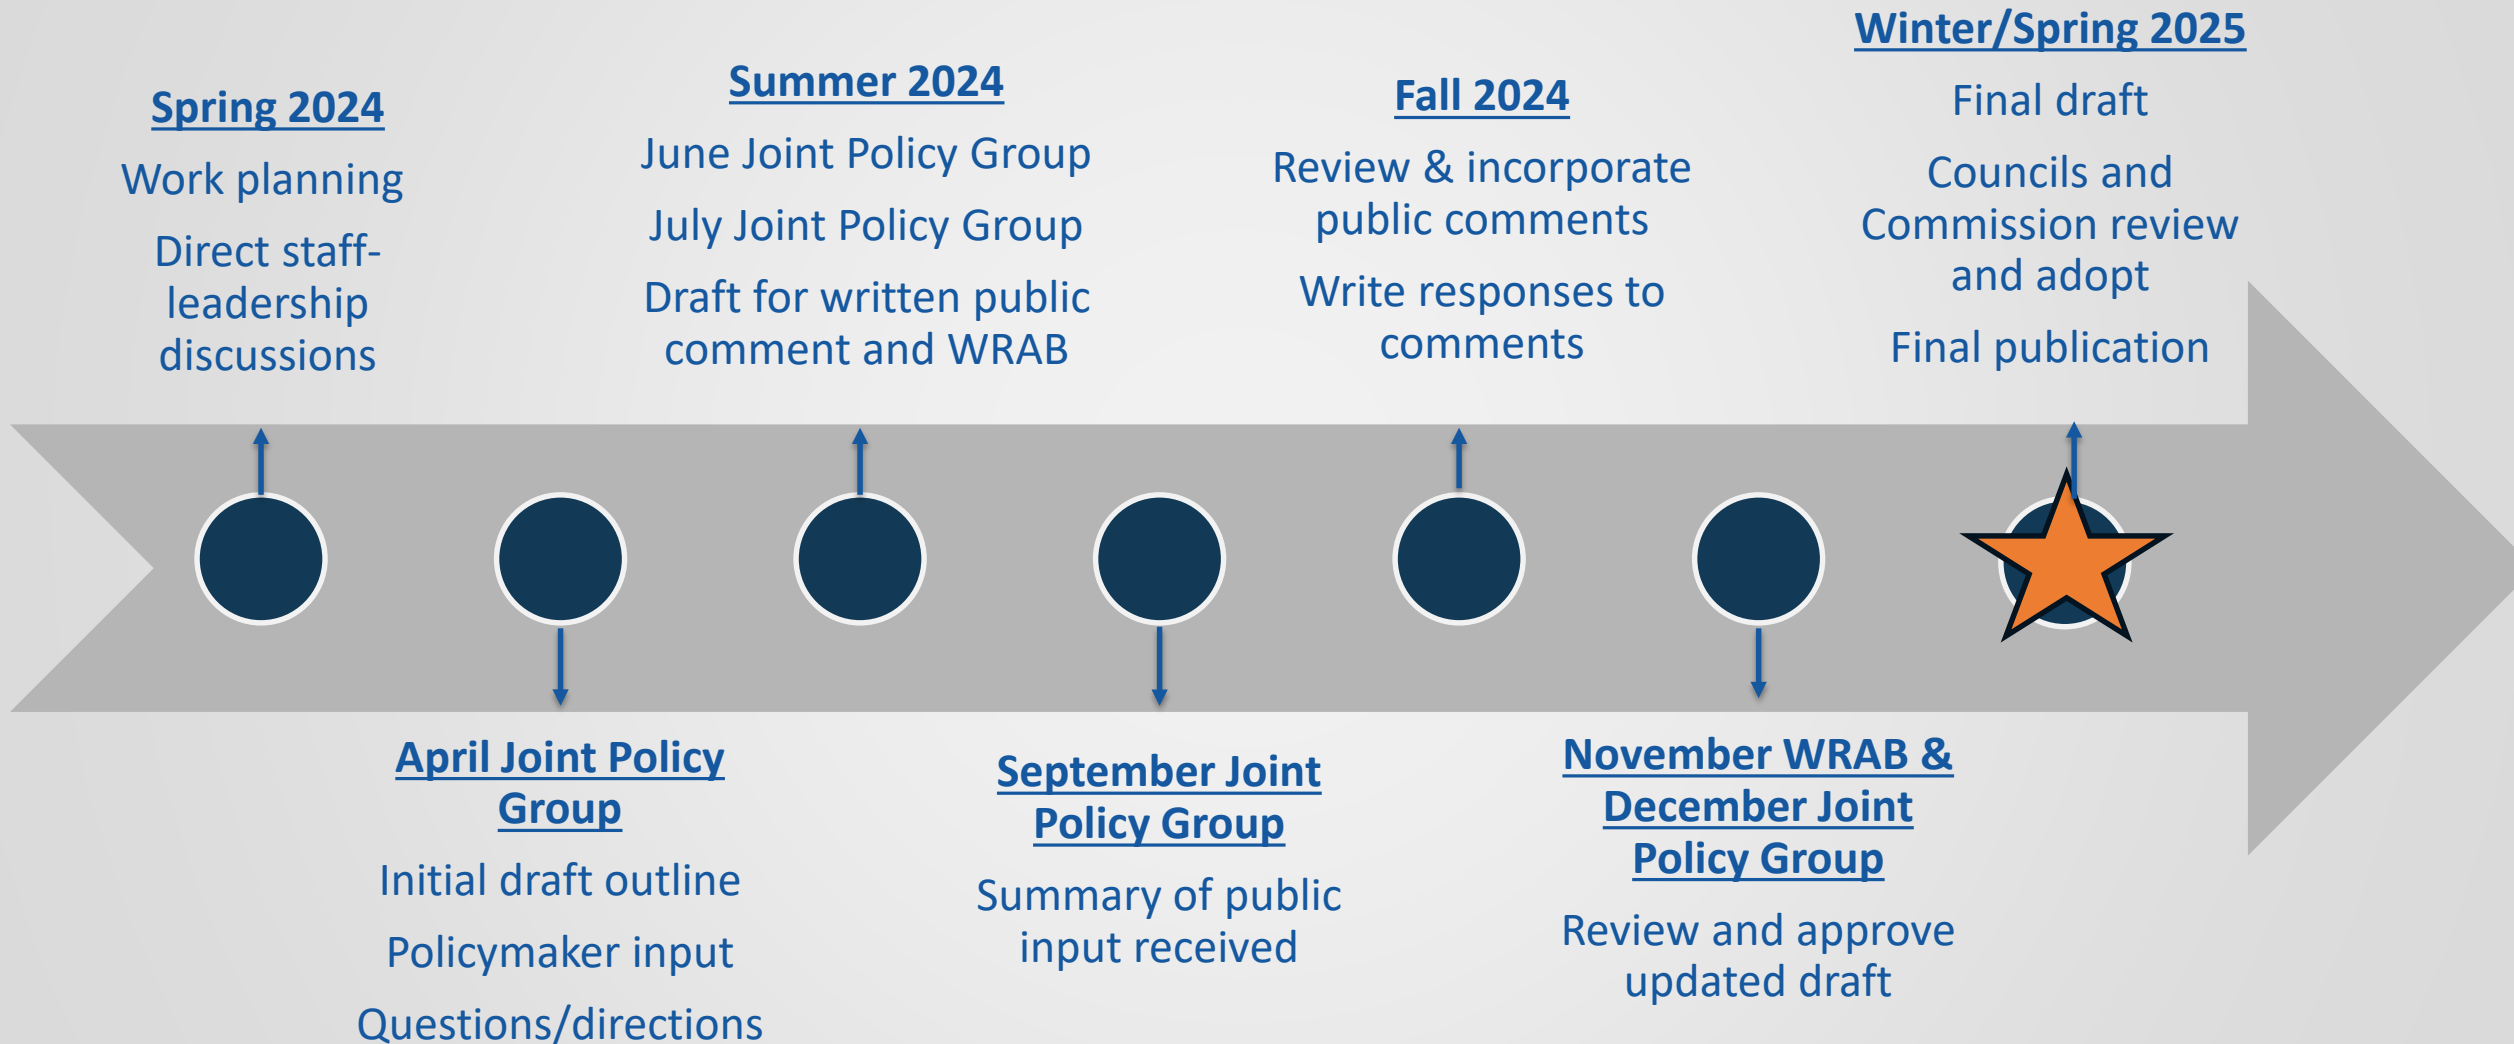 Spring 2024
Work planning
Direct staff-
leadership
discussions
April Joint Policy
Group
Initial draft outline
Policymaker input
Questions/directions
Summer 2024
June Joint Policy Group
July Joint Policy Group
Draft for written public
comment and WRAB
September Joint
Policy Group
Summary of public
input received
Fall 2024
Review & incorporate
public comments
Write responses to
comments
November WRAB &
December Joint
Policy Group
Review and approve
updated draft
Winter/Spring 2025
Final draft
Councils and
Commission review
and adopt
Final publication